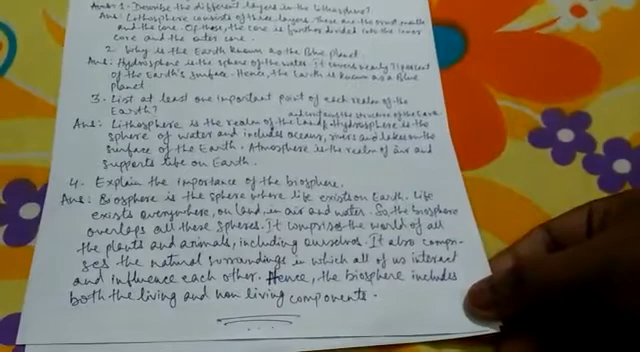 Ques: 1. Describe the different layers in the lithosphere?
Ans: Lithosphere consists of three layers. These are the crust, mantle
and the core. Of these, the core is further divided into the inner
core and the outer core.
2. Why is the Earth known as the Blue Planet
Ans: Hydrosphere is the sphere of the water. It covers nearly 71 percent
of the Earth's surface. Hence, the Earth is known as a Blue
Planet
3. List at least one important point of each realm of the
Earth?
and contains the structure of the Earth
Ans: Lithosphere is the realm of the Land. Hydrosphere is the
sphere of water and includes oceans, rivers and lakes on the
surface of the Earth. Atmosphere is the realm of air and
supports life on Earth.
4. Explain the importance of the biosphere.
Ans: Biosphere is the sphere where life exists on Earth. Life
exists everywhere, on land, in air and water. So, the biosphere
overlaps all these spheres. It comprises the world of all
the plants and animals, including ourselves. It also compri-
ses the natural surroundings in which all of us interact
and influence each other. Hence, the biosphere includes
both the living and non living components.